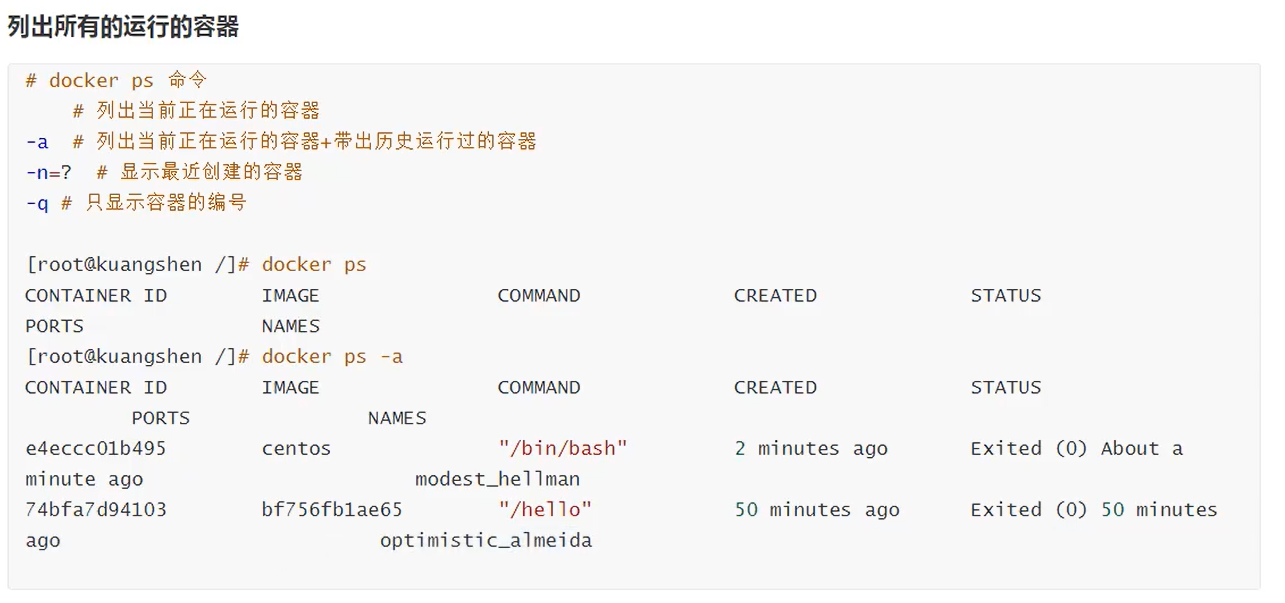 列出所有的运行的容器
# docker ps 命令
# 列出当前正在运行的容器
-a # 列出当前正在运行的容器+带出历史运行过的容器
-n=? # 显示最近创建的容器
-q # 只显示容器的编号
[root@kuangshen /]# docker ps
CONTAINER ID IMAGE COMMAND CREATED STATUS
PORTS NAMES
[root@kuangshen /]# docker ps -a
CONTAINER ID IMAGE COMMAND CREATED STATUS
PORTS NAMES
e4eccc01b495 centos "/bin/bash" 2 minutes ago Exited (0) About a
minute ago modest_hellman
74bfa7d94103 bf756fb1ae65 "/hello" 50 minutes ago Exited (0) 50 minutes
ago optimistic_almeida